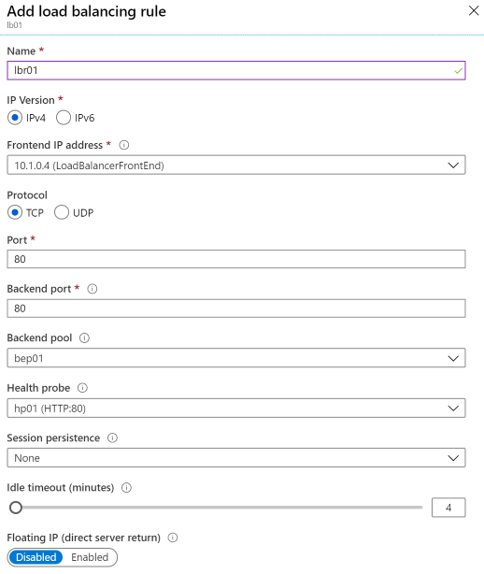 Add load balancing rule
lb01
Name *
lbr01
IP Version *
IPv4 IPv6
Frontend IP address *
10.1.0.4 (LoadBalancerFrontEnd)
Protocol
TCP UDP
Port *
80
Backend port *
80
Backend pool
bep01
Health probe
hp01 (HTTP:80)
Session persistence
None
Idle timeout (minutes)
4
Floating IP (direct server return)
Disabled Enabled